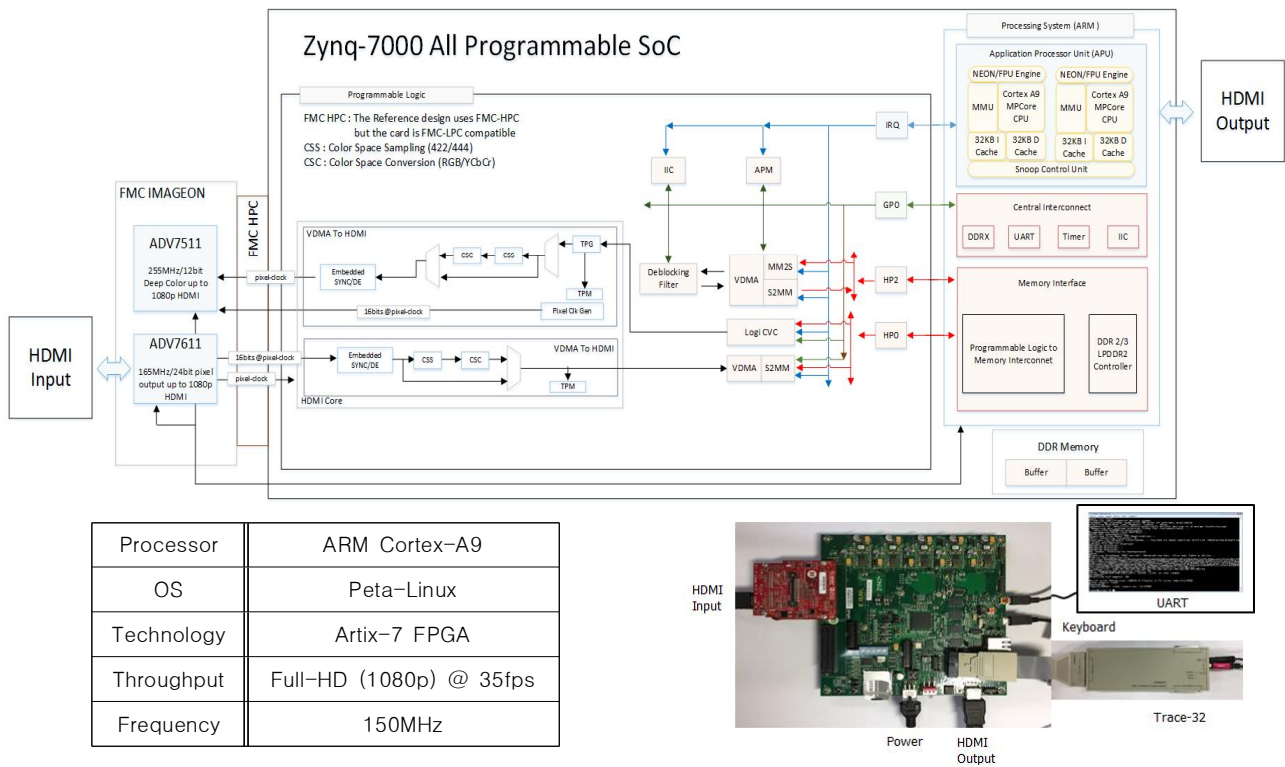 Zynq-7000 All Programmable SoC
Programmable Logic
FMC HPC : The Reference design uses FMC-HPC
but the card is FMC-LPC compatible
CSS : Color Space Sampling (422/444)
CSC : Color Space Conversion (RGB/YCbCr)
Processing System (ARM )
Application Processor Unit (APU)
NEON/FPU Engine
NEON/FPU Engine
MMU
Cortex A9
MPCore
CPU
MMU
Cortex A9
MPCore
CPU
32KB I
Cache
32KB D
Cache
32KB I
Cache
32KB D
Cache
Snoop Control Unit
HDMI
Output
IRQ
IIC
APM
GP0
Central Interconnect
DDRX
UART
Timer
IIC
FMC IMAGEON
FMC HPC
ADV7511
255MHz/12bit
Deep Color up to
1080p HDMI
ADV7611
165MHz/24bit pixel
output up to 1080p
HDMI
HDMI
Input
pixel-clock
16bits @pixel-clock
16bits @pixel-clock
pixel-clock
VDMA To HDMI
Embedded
SYNC/DE
CSC
CSS
TPG
TPM
Pixel Clk Gen
VDMA To HDMI
Embedded
SYNC/DE
CSS
CSC
TPM
HDMI Core
Deblocking
Filter
VDMA
MM2S
S2MM
Logi CVC
VDMA
S2MM
HP2
HP0
Memory Interface
Programmable Logic to
Memory Interconnet
DDR 2/3
LPDDR2
Controller
DDR Memory
Buffer
Buffer
Processor
ARM Cortex-A9
OS
Peta-Linux
Technology
Artix-7 FPGA
Throughput
Full-HD (1080p) @ 35fps
Frequency
150MHz
HDMI
Input
UART
Keyboard
Trace-32
Power
HDMI
Output